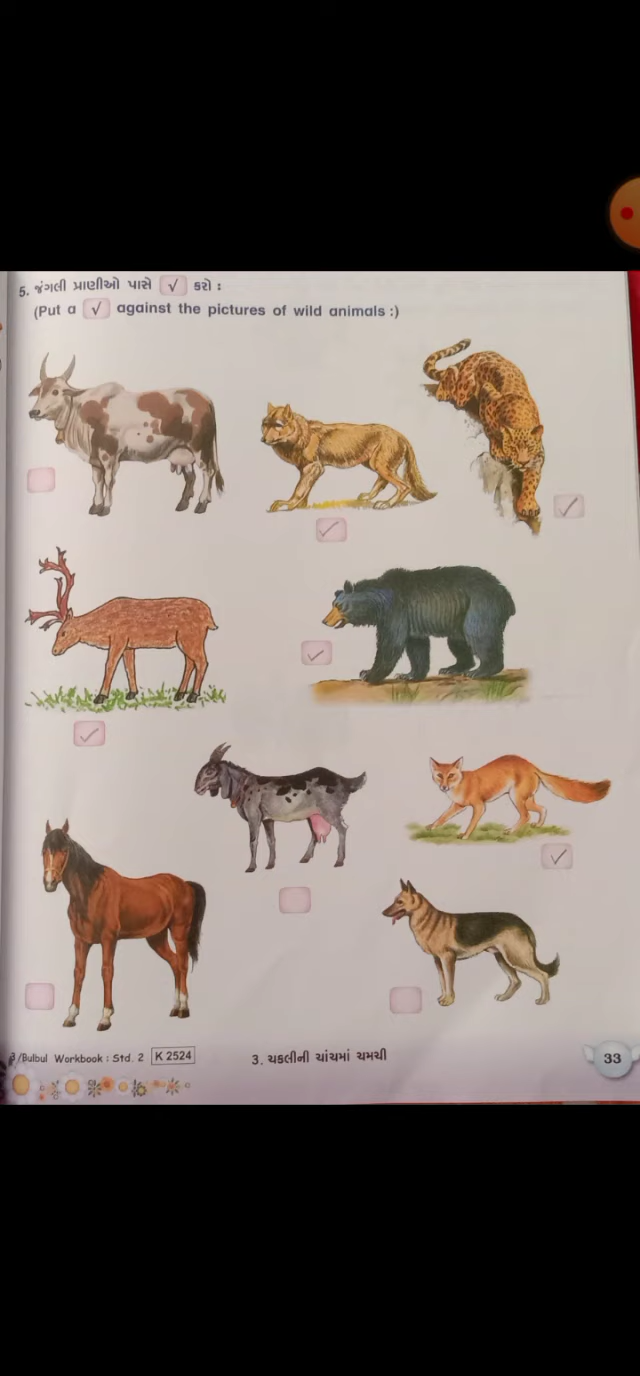 5. જંગલી પ્રાણીઓ પાસે √ કરો :
(Put a √ against the pictures of wild animals :)
/Bulbul Workbook : Std. 2 K 2524
3. ચકલીની ચાંચમાં ચમચી
33